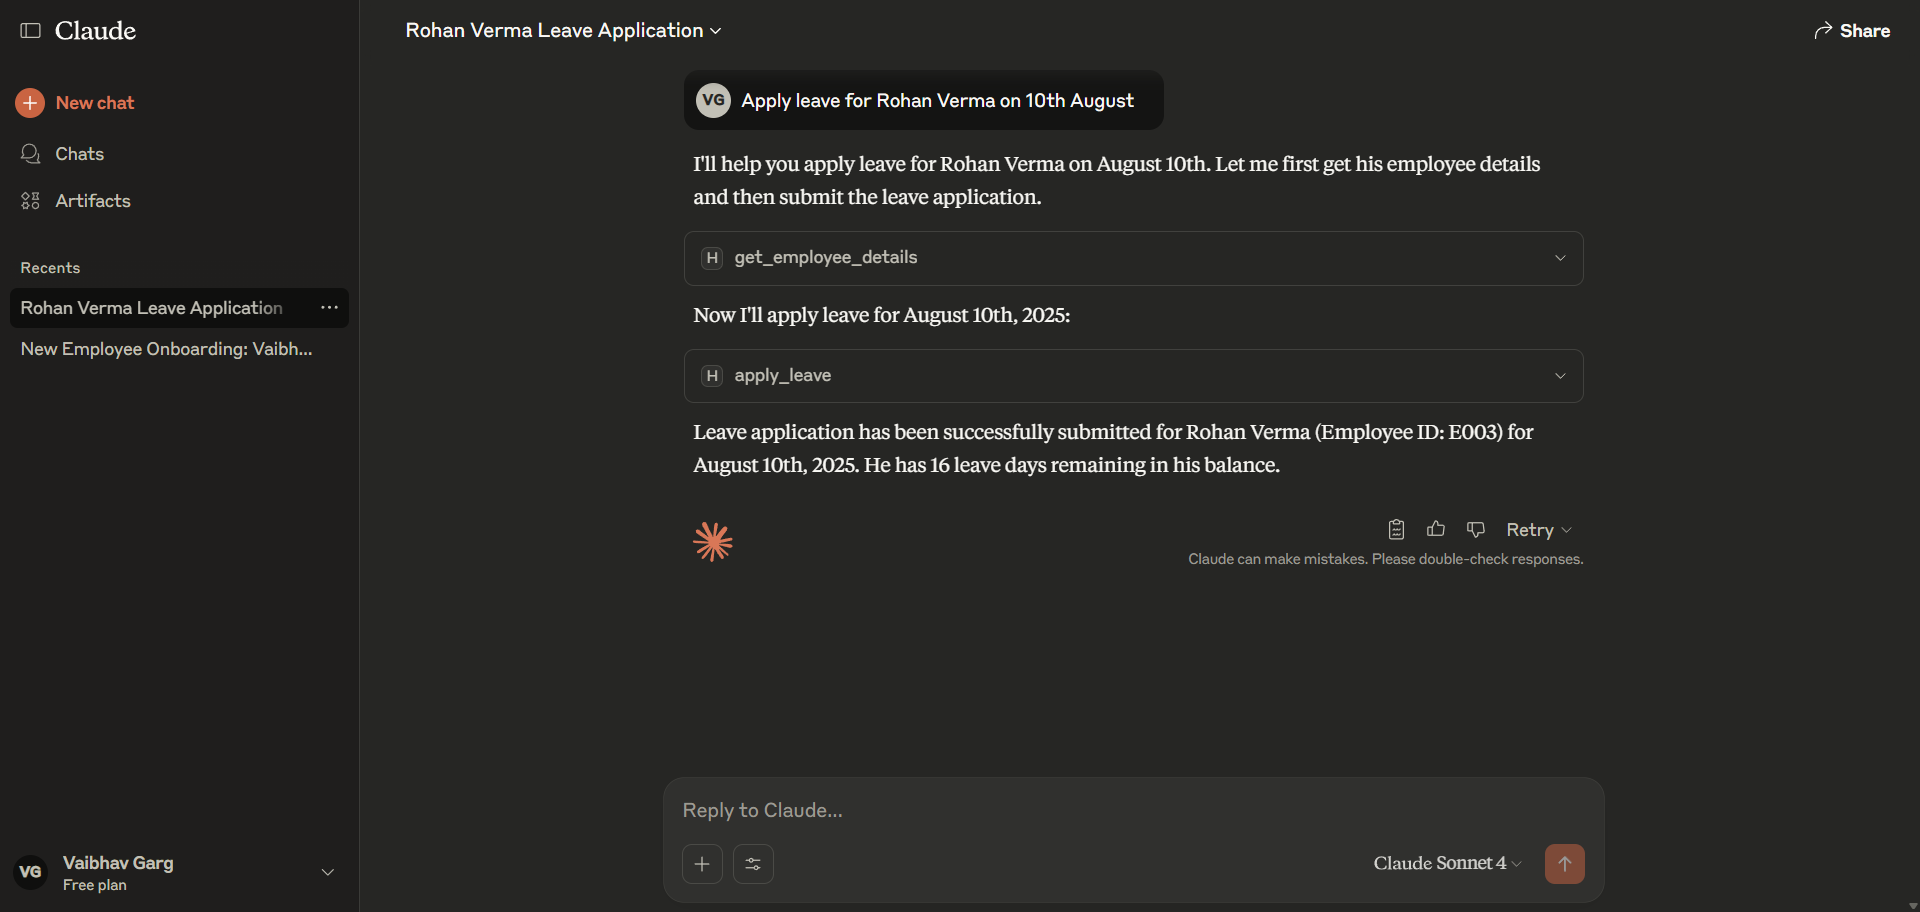 Claude
New chat
Chats
Artifacts
Recents
Rohan Verma Leave Application
New Employee Onboarding: Vaibh...
VG
Vaibhav Garg
Free plan
Rohan Verma Leave Application
Share
VG Apply leave for Rohan Verma on 10th August
I'll help you apply leave for Rohan Verma on August 10th. Let me first get his employee details
and then submit the leave application.
H get_employee_details
Now I'll apply leave for August 10th, 2025:
H apply_leave
Leave application has been successfully submitted for Rohan Verma (Employee ID: E003) for
August 10th, 2025. He has 16 leave days remaining in his balance.
Retry
Claude can make mistakes. Please double-check responses.
Reply to Claude...
Claude Sonnet 4